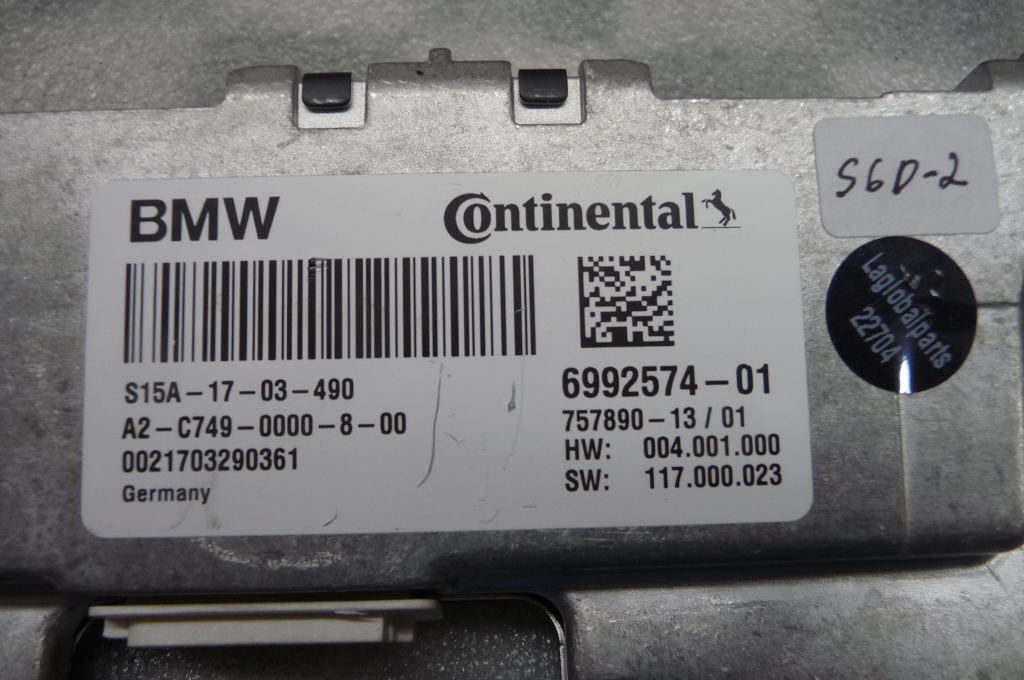 BMW
Continental
S15A-17-03-490
A2-C749-0000-8-00
0021703290361
Germany
6992574-01
757890-13 / 01
HW: 004.001.000
SW: 117.000.023
S6D-2
Laglobalparts
22704